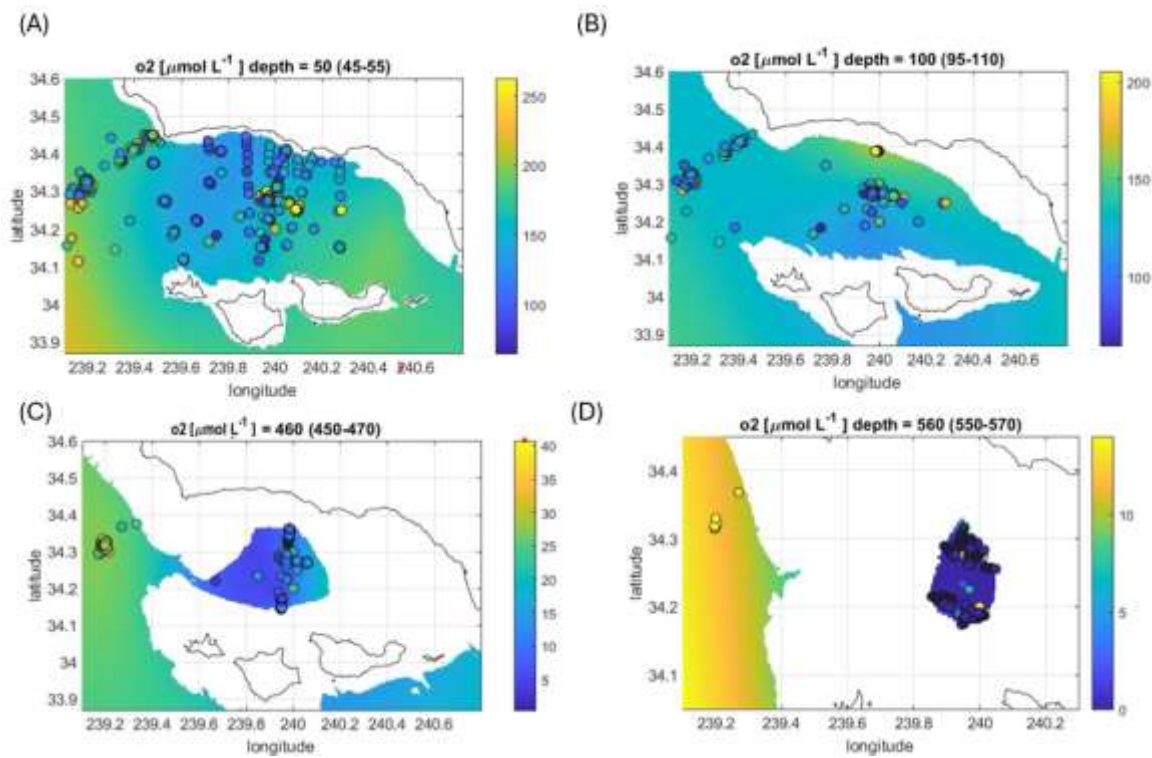 (A)
(B)
o2 [μmol L⁻¹] depth = 50 (45-55)
34.6
34.5
34.4
34.3
34.2
34.1
34
33.9
latitude
239.2 239.4 239.6 239.8 240 240.2 240.4 240.6
longitude
250
200
150
100
o2 [μmol L⁻¹] depth = 100 (95-110)
34.6
34.5
34.4
34.3
34.2
34.1
34
33.9
latitude
239.2 239.4 239.6 239.8 240 240.2 240.4 240.6
longitude
200
150
100
(C)
(D)
o2 [μmol L⁻¹] = 460 (450-470)
34.6
34.5
34.4
34.3
34.2
34.1
34
33.9
latitude
239.2 239.4 239.6 239.8 240 240.2 240.4 240.6
longitude
40
35
30
25
20
15
10
5
o2 [μmol L⁻¹] depth = 560 (550-570)
34.4
34.3
34.2
34.1
latitude
239.2 239.4 239.6 239.8 240 240.2
longitude
10
5
0